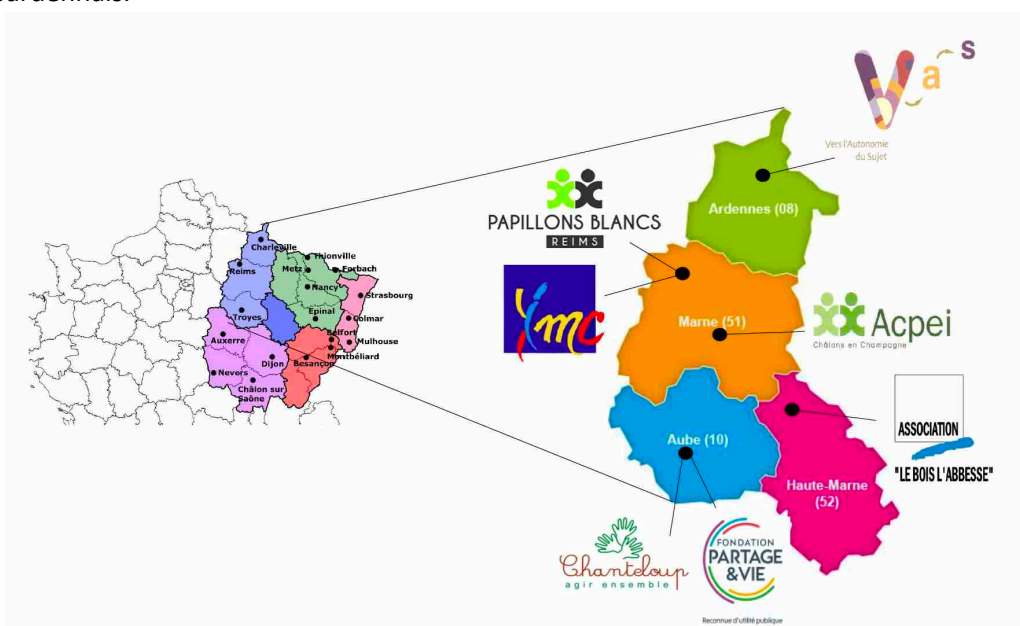 V a s
Vers l'Autonomie
du Sujet
Ardennes (08)
PAPILLONS BLANCS
REIMS
imc
Marne (51)
Acpei
Châlons en Champagne
Aube (10)
Haute-Marne
(52)
ASSOCIATION
"LE BOIS L'ABBESSE"
Chanteloup
agir ensemble
FONDATION
PARTAGE
&VIE
Reconnue d'utilité publique
Charleville
Reims
Thionville
Metz
Forbach
Nancy
Strasbourg
Epinal
Troyes
Colmar
Belfort
Mulhouse
Auxerre
Montbéliard
Besançon
Dijon
Nevers
Châlon sur
Saône